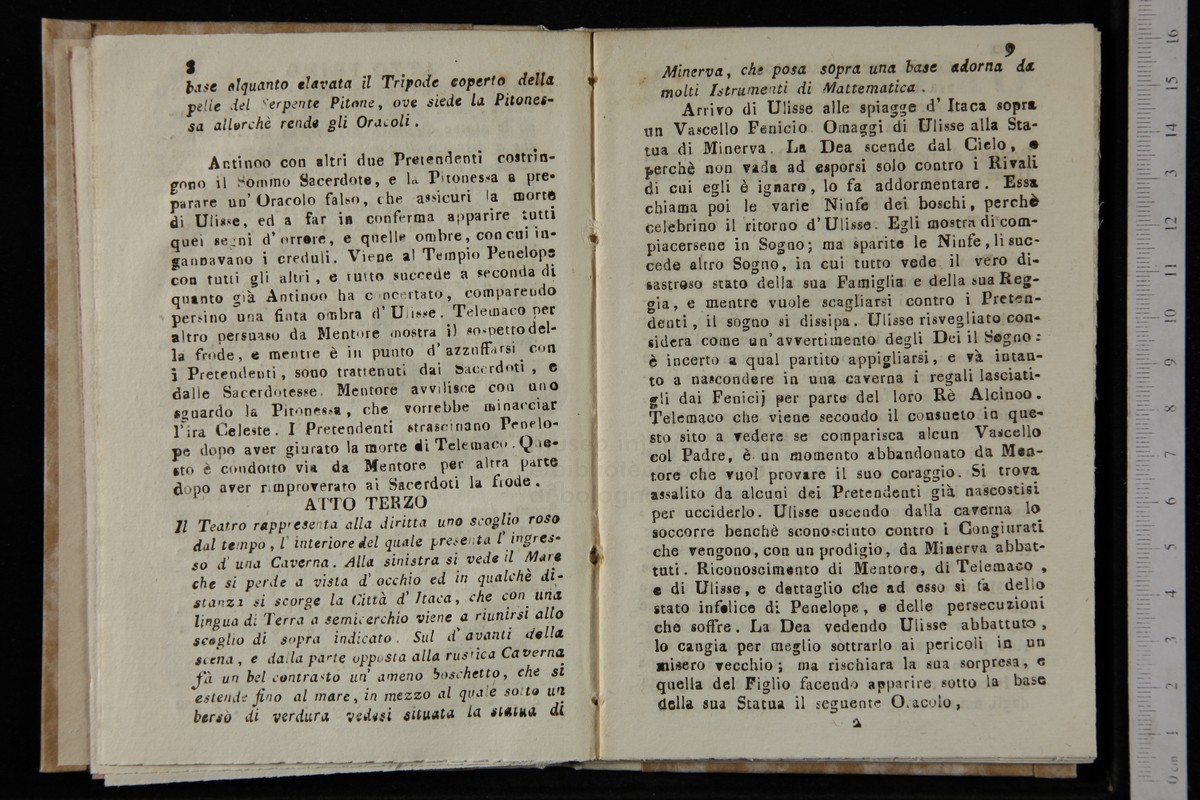 8
base alquanto elevata il Tripode coperto della
pelle del Serpente Pitone, ove siede la Pitones-
sa allorchè rende gli Oracoli.
Antinoo con altri due Pretendenti costrin-
gono il Sommo Sacerdote, e la Pitonessa a pre-
parare un' Oracolo falso, che assicuri la morte
di Ulisse, ed a far in conferma apparire tutti
quei segni d'orrore, e quelle ombre, con cui in-
gannavano i creduli. Viene al Tempio Penelope
con tutti gli altri, e tutto succede a seconda di
quanto già Antinoo ha concertato, comparendo
persino una finta ombra d'Ulisse. Telemaco per
altro persuaso da Mentore mostra il sospetto del-
la frode, e mentre è in punto d'azzuffarsi con
i Pretendenti, sono trattenuti dai Sacerdoti, e
dalle Sacerdotesse. Mentore avvilisce con uno
sguardo la Pitonessa, che vorrebbe minacciar
l'ira Celeste. I Pretendenti strascinano Penelo-
pe dopo aver giurato la morte di Telemaco. Que-
sto è condotto via da Mentore per altra parte
dopo aver rimproverato ai Sacerdoti la frode.
ATTO TERZO
Il Teatro rappresenta alla diritta uno scoglio roso
dal tempo, l' interiore del quale presenta l' ingres-
so d' una Caverna. Alla sinistra si vede il Mare
che si perde a vista d' occhio ed in qualchè di-
stanza si scorge la Città d' Itaca, che con una
lingua di Terra a semicerchio viene a riunirsi allo
scoglio di sopra indicato. Sul d' avanti della
scena, e dalla parte opposta alla rustica Caverna
fà un bel contrasto un' ameno boschetto, che si
estende fino al mare, in mezzo al quale sotto un
bersò di verdura vedesi situata la statua di
9
Minerva, che posa sopra una base adorna da
molti Istrumenti di Mattematica.
Arrivo di Ulisse alle spiagge d' Itaca sopra
un Vascello Fenicio Omaggi di Ulisse alla Sta-
tua di Minerva. La Dea scende dal Cielo, e
perchè non vada ad esporsi solo contro i Rivali
di cui egli è ignaro, lo fa addormentare. Essa
chiama poi le varie Ninfe dei boschi, perchè
celebrino il ritorno d'Ulisse. Egli mostra di com-
piacersene in Sogno; ma sparite le Ninfe, li suc-
cede altro Sogno, in cui tutto vede il vero di-
sastroso stato della sua Famiglia e della sua Reg-
gia, e mentre vuole scagliarsi contro i Preten-
denti, il sogno si dissipa. Ulisse risvegliato con-
sidera come un'avvertimento degli Dei il Sogno:
è incerto a qual partito appigliarsi, e và intan-
to a nascondere in una caverna i regali lasciati-
gli dai Fenicij per parte del loro Rè Alcinoo.
Telemaco che viene secondo il consueto in que-
sto sito a vedere se comparisca alcun Vascello
col Padre, è un momento abbandonato da Men-
tore che vuol provare il suo coraggio. Si trova
assalito da alcuni dei Pretendenti già nascostisi
per ucciderlo. Ulisse uscendo dalla caverna lo
soccorre benchè sconosciuto contro i Congiurati
che vengono, con un prodigio, da Minerva abbat-
tuti. Riconoscimento di Mentore, di Telemaco,
e di Ulisse, e dettaglio che ad esso si fa dello
stato infelice di Penelope, e delle persecuzioni
che soffre. La Dea vedendo Ulisse abbattuto,
lo cangia per meglio sottrarlo ai pericoli in un
misero vecchio; ma rischiara la sua sorpresa, e
quella del Figlio facendo apparire sotto la base
della sua Statua il seguente Oracolo,
2